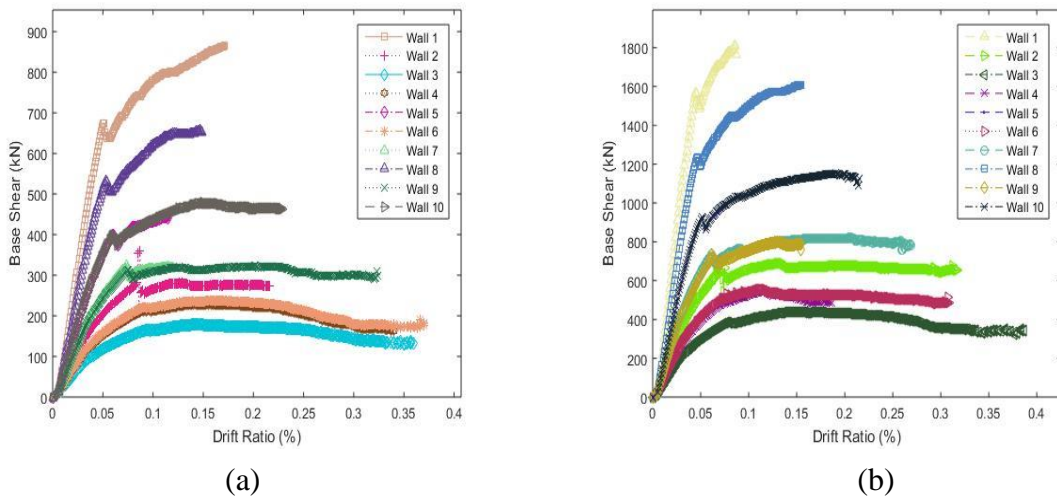 900
800
700
600
500
400
300
200
100
0
Base Shear (kN)
0 0.05 0.1 0.15 0.2 0.25 0.3 0.35 0.4
Drift Ratio (%)
Wall 1
Wall 2
Wall 3
Wall 4
Wall 5
Wall 6
Wall 7
Wall 8
Wall 9
Wall 10
(a)
1800
1600
1400
1200
1000
800
600
400
200
0
Base Shear (kN)
0 0.05 0.1 0.15 0.2 0.25 0.3 0.35 0.4
Drift Ratio (%)
Wall 1
Wall 2
Wall 3
Wall 4
Wall 5
Wall 6
Wall 7
Wall 8
Wall 9
Wall 10
(b)